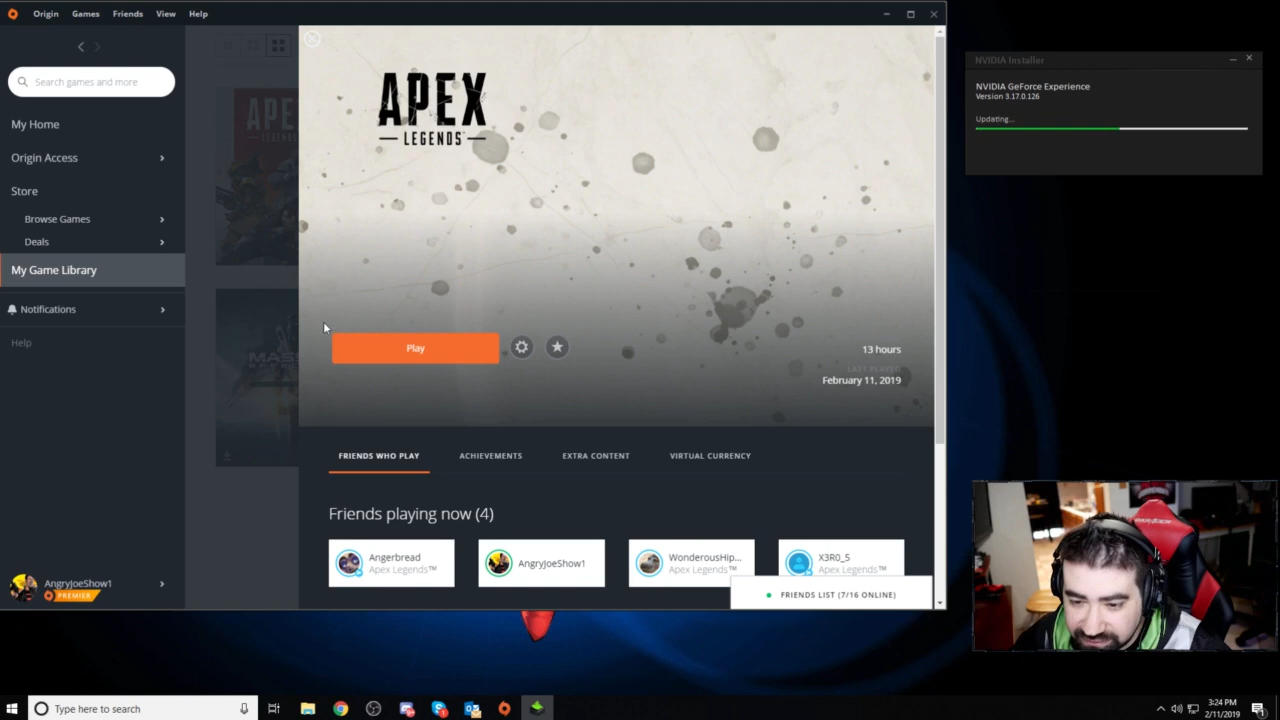 Origin Games Friends View Help
Search games and more
My Home
Origin Access
Store
Browse Games
Deals
My Game Library
Notifications
Help
AngryJoeShow1
PREMIER
APEX
MASS
APEX
LEGENDS
Play
13 hours
LAST PLAYED
February 11, 2019
FRIENDS WHO PLAY ACHIEVEMENTS EXTRA CONTENT VIRTUAL CURRENCY
Friends playing now (4)
Angerbread
Apex Legends™
AngryJoeShow1
WonderousHip...
Apex Legends™
X3R0_5
Apex Legends™
FRIENDS LIST (7/16 ONLINE)
NVIDIA Installer
NVIDIA GeForce Experience
Version 3.17.0.126
Updating...
Type here to search
3:24 PM
2/11/2019